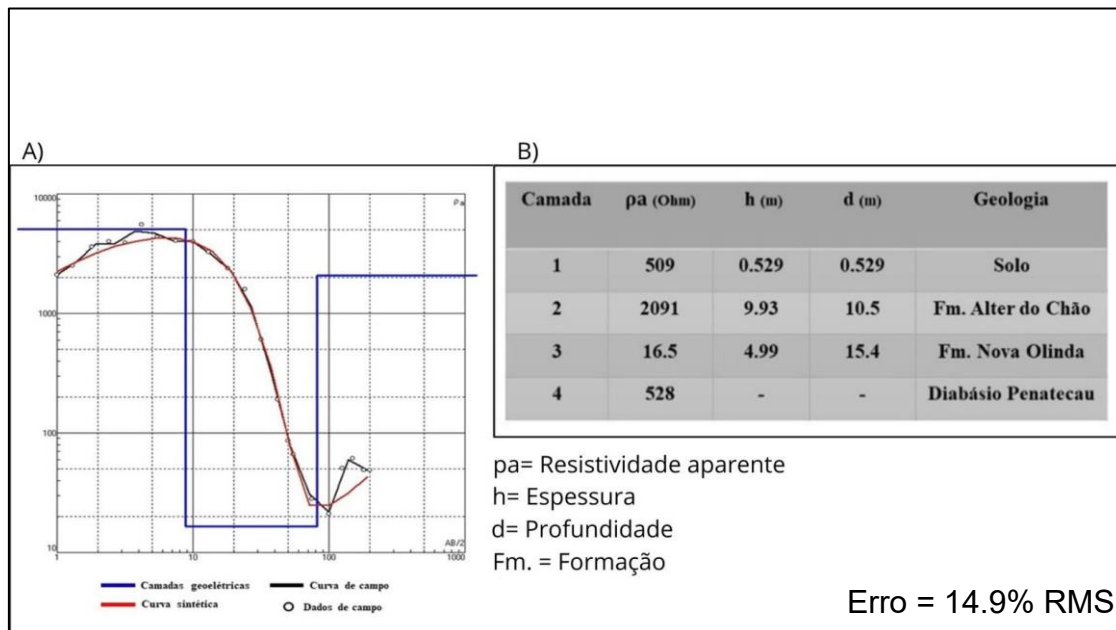 A)
B)
10000
ρa
1000
100
10
AB/2
1
10
100
1000
Camadas geoelétricas
Curva de campo
Curva sintética
Dados de campo
Camada ρa (Ohm) h (m) d (m) Geologia
1 509 0.529 0.529 Solo
2 2091 9.93 10.5 Fm. Alter do Chão
3 16.5 4.99 15.4 Fm. Nova Olinda
4 528 - - Diabásio Penatecau
pa= Resistividade aparente
h= Espessura
d= Profundidade
Fm. = Formação
Erro = 14.9% RMS